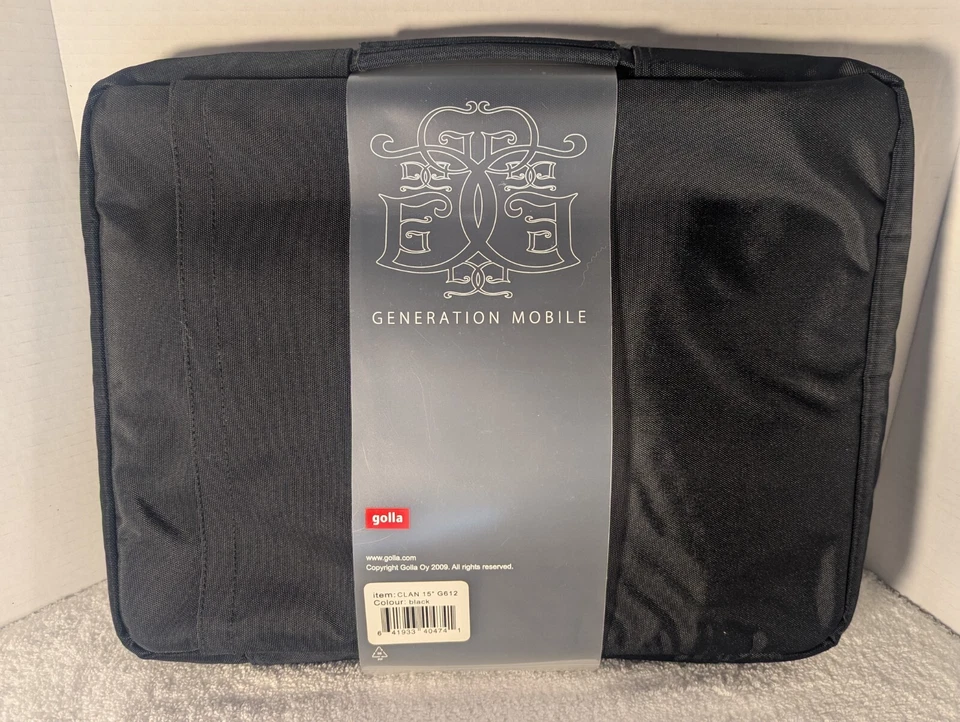 GENERATION MOBILE
golla
www.golla.com
Copyright Golla Oy 2009. All rights reserved.
item: CLAN 15" G612
Colour: black
6 41933 40474 1